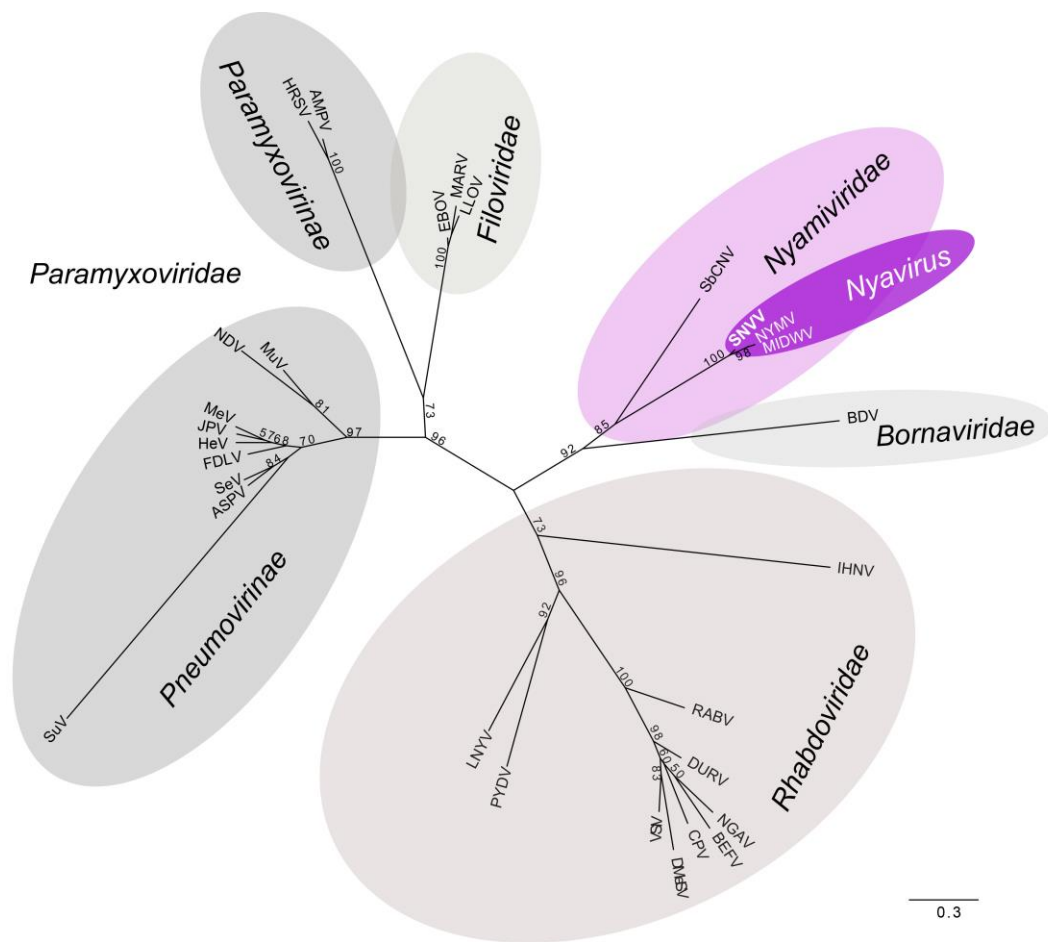 Paramyxovirinae
HRSV
AMPV
100
Filoviridae
EBOV
MARV
LLOV
100
Nyamiviridae
Nyavirus
SbCNV
SNVV
NYMV
MIDWV
100
98
Paramyxoviridae
NDV
MuV
81
73
96
97
MeV
JPV
HeV
FDLV
57
68
70
84
SeV
ASPV
85
92
BDV
Bornaviridae
Pneumovirinae
SuV
73
IHNV
96
92
100
RABV
LNYV
PYDV
98
60
50
83
DURV
NGAV
BEFV
CPV
VSIV
Rhabdoviridae
0.3